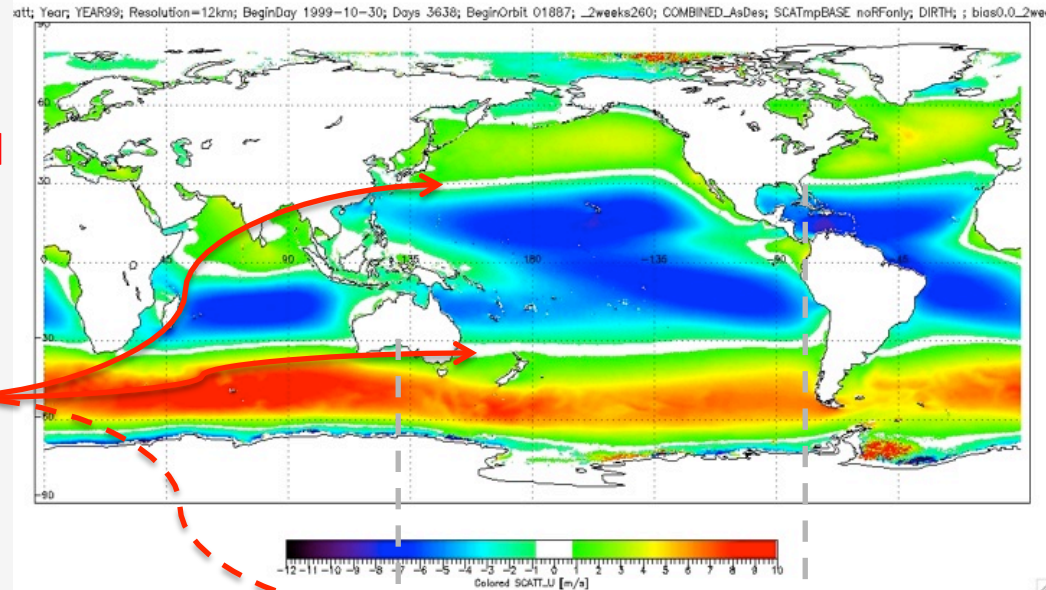 att; Year; YEAR99; Resolution=12km; BeginDay 1999-10-30; Days 3638; BeginOrbit 01887; _2weeks260; COMBINED_AsDes; SCATmpBASE noRFonly; DIRTH; ; bias0.0_2we
90
60
30
0 45 90 135 180 -135 -90 -45
-30
-60
-90
-12 -11 -10 -9 -8 -7 -6 -5 -4 -3 -2 -1 0 1 2 3 4 5 6 7 8 9 10
Colored SCATT_U [m/s]